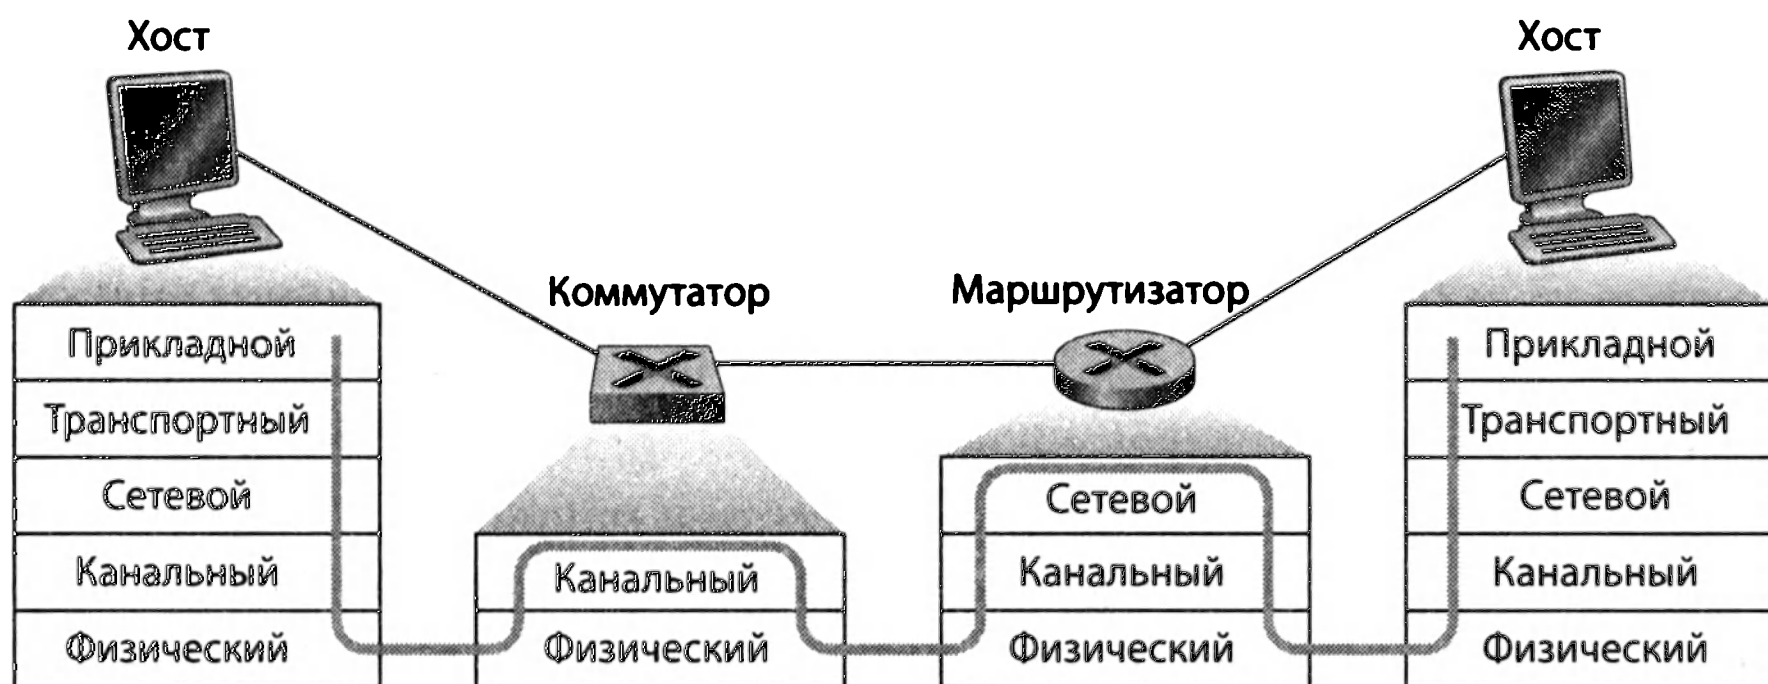 Хост
Хост
Коммутатор
Маршрутизатор
Прикладной
Транспортный
Сетевой
Канальный
Физический
Канальный
Физический
Сетевой
Канальный
Физический
Прикладной
Транспортный
Сетевой
Канальный
Физический